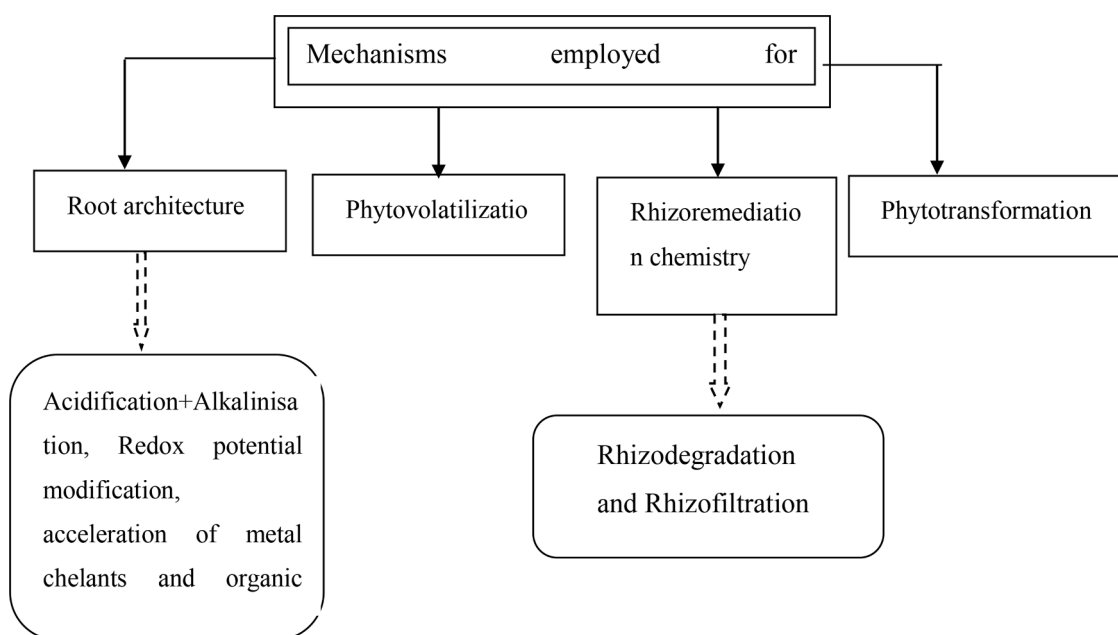 Mechanisms employed for
Root architecture
Phytovolatilizatio
Rhizoremediatio
n chemistry
Phytotransformation
Acidification+Alkalinisa
tion, Redox potential
modification,
acceleration of metal
chelants and organic
Rhizodegradation
and Rhizofiltration